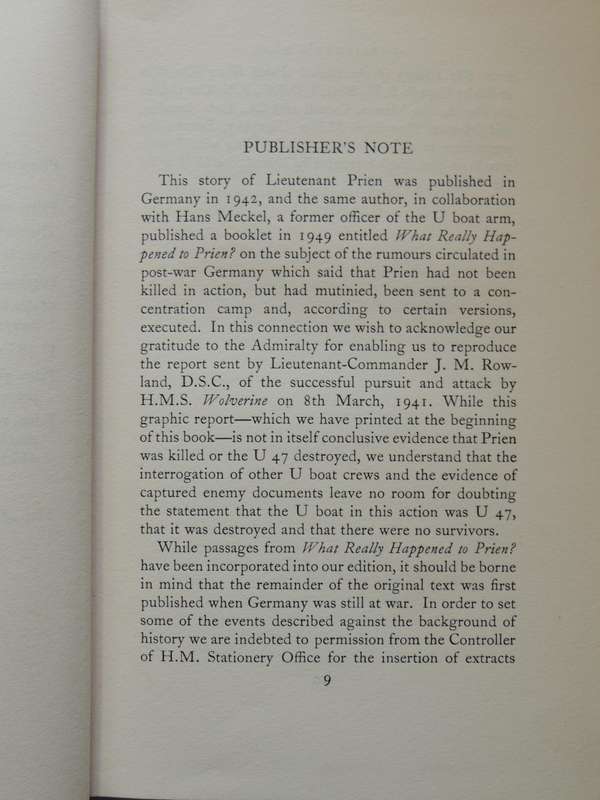 PUBLISHER'S NOTE
This story of Lieutenant Prien was published in
Germany in 1942, and the same author, in collaboration
with Hans Meckel, a former officer of the U boat arm,
published a booklet in 1949 entitled What Really Hap-
pened to Prien? on the subject of the rumours circulated in
post-war Germany which said that Prien had not been
killed in action, but had mutinied, been sent to a con-
centration camp and, according to certain versions,
executed. In this connection we wish to acknowledge our
gratitude to the Admiralty for enabling us to reproduce
the report sent by Lieutenant-Commander J. M. Row-
land, D.S.C., of the successful pursuit and attack by
H.M.S. Wolverine on 8th March, 1941. While this
graphic report—which we have printed at the beginning
of this book—is not in itself conclusive evidence that Prien
was killed or the U 47 destroyed, we understand that the
interrogation of other U boat crews and the evidence of
captured enemy documents leave no room for doubting
the statement that the U boat in this action was U 47,
that it was destroyed and that there were no survivors.
While passages from What Really Happened to Prien?
have been incorporated into our edition, it should be borne
in mind that the remainder of the original text was first
published when Germany was still at war. In order to set
some of the events described against the background of
history we are indebted to permission from the Controller
of H.M. Stationery Office for the insertion of extracts
9